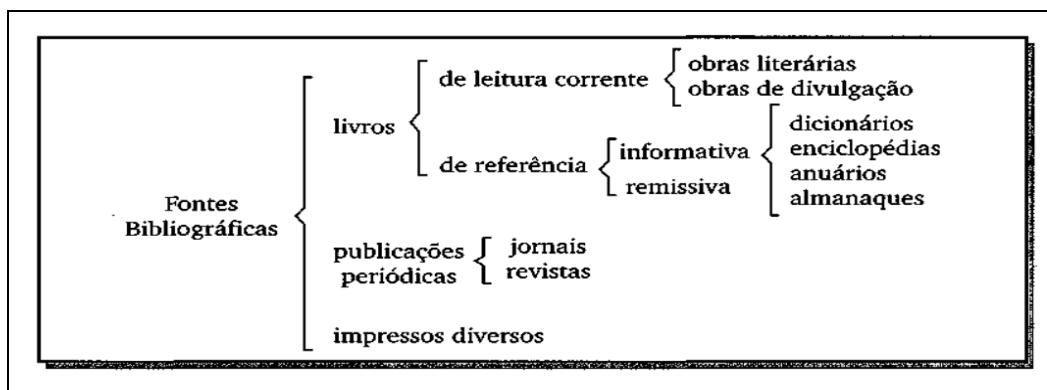 Fontes
Bibliográficas
livros
de leitura corrente
obras literárias
obras de divulgação
de referência
informativa
dicionários
enciclopédias
anuários
almanaques
remissiva
publicações
periódicas
jornais
revistas
impressos diversos